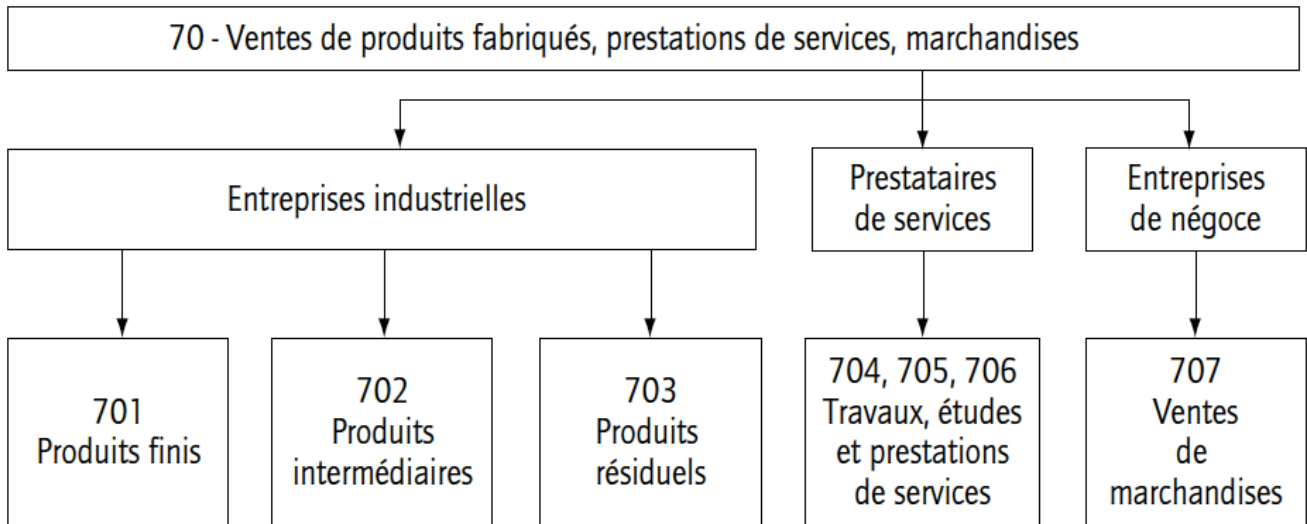 70 - Ventes de produits fabriqués, prestations de services, marchandises
Entreprises industrielles
Prestataires
de services
Entreprises
de négoce
701
Produits finis
702
Produits
intermédiaires
703
Produits
résiduels
704, 705, 706
Travaux, études
et prestations
de services
707
Ventes
de
marchandises